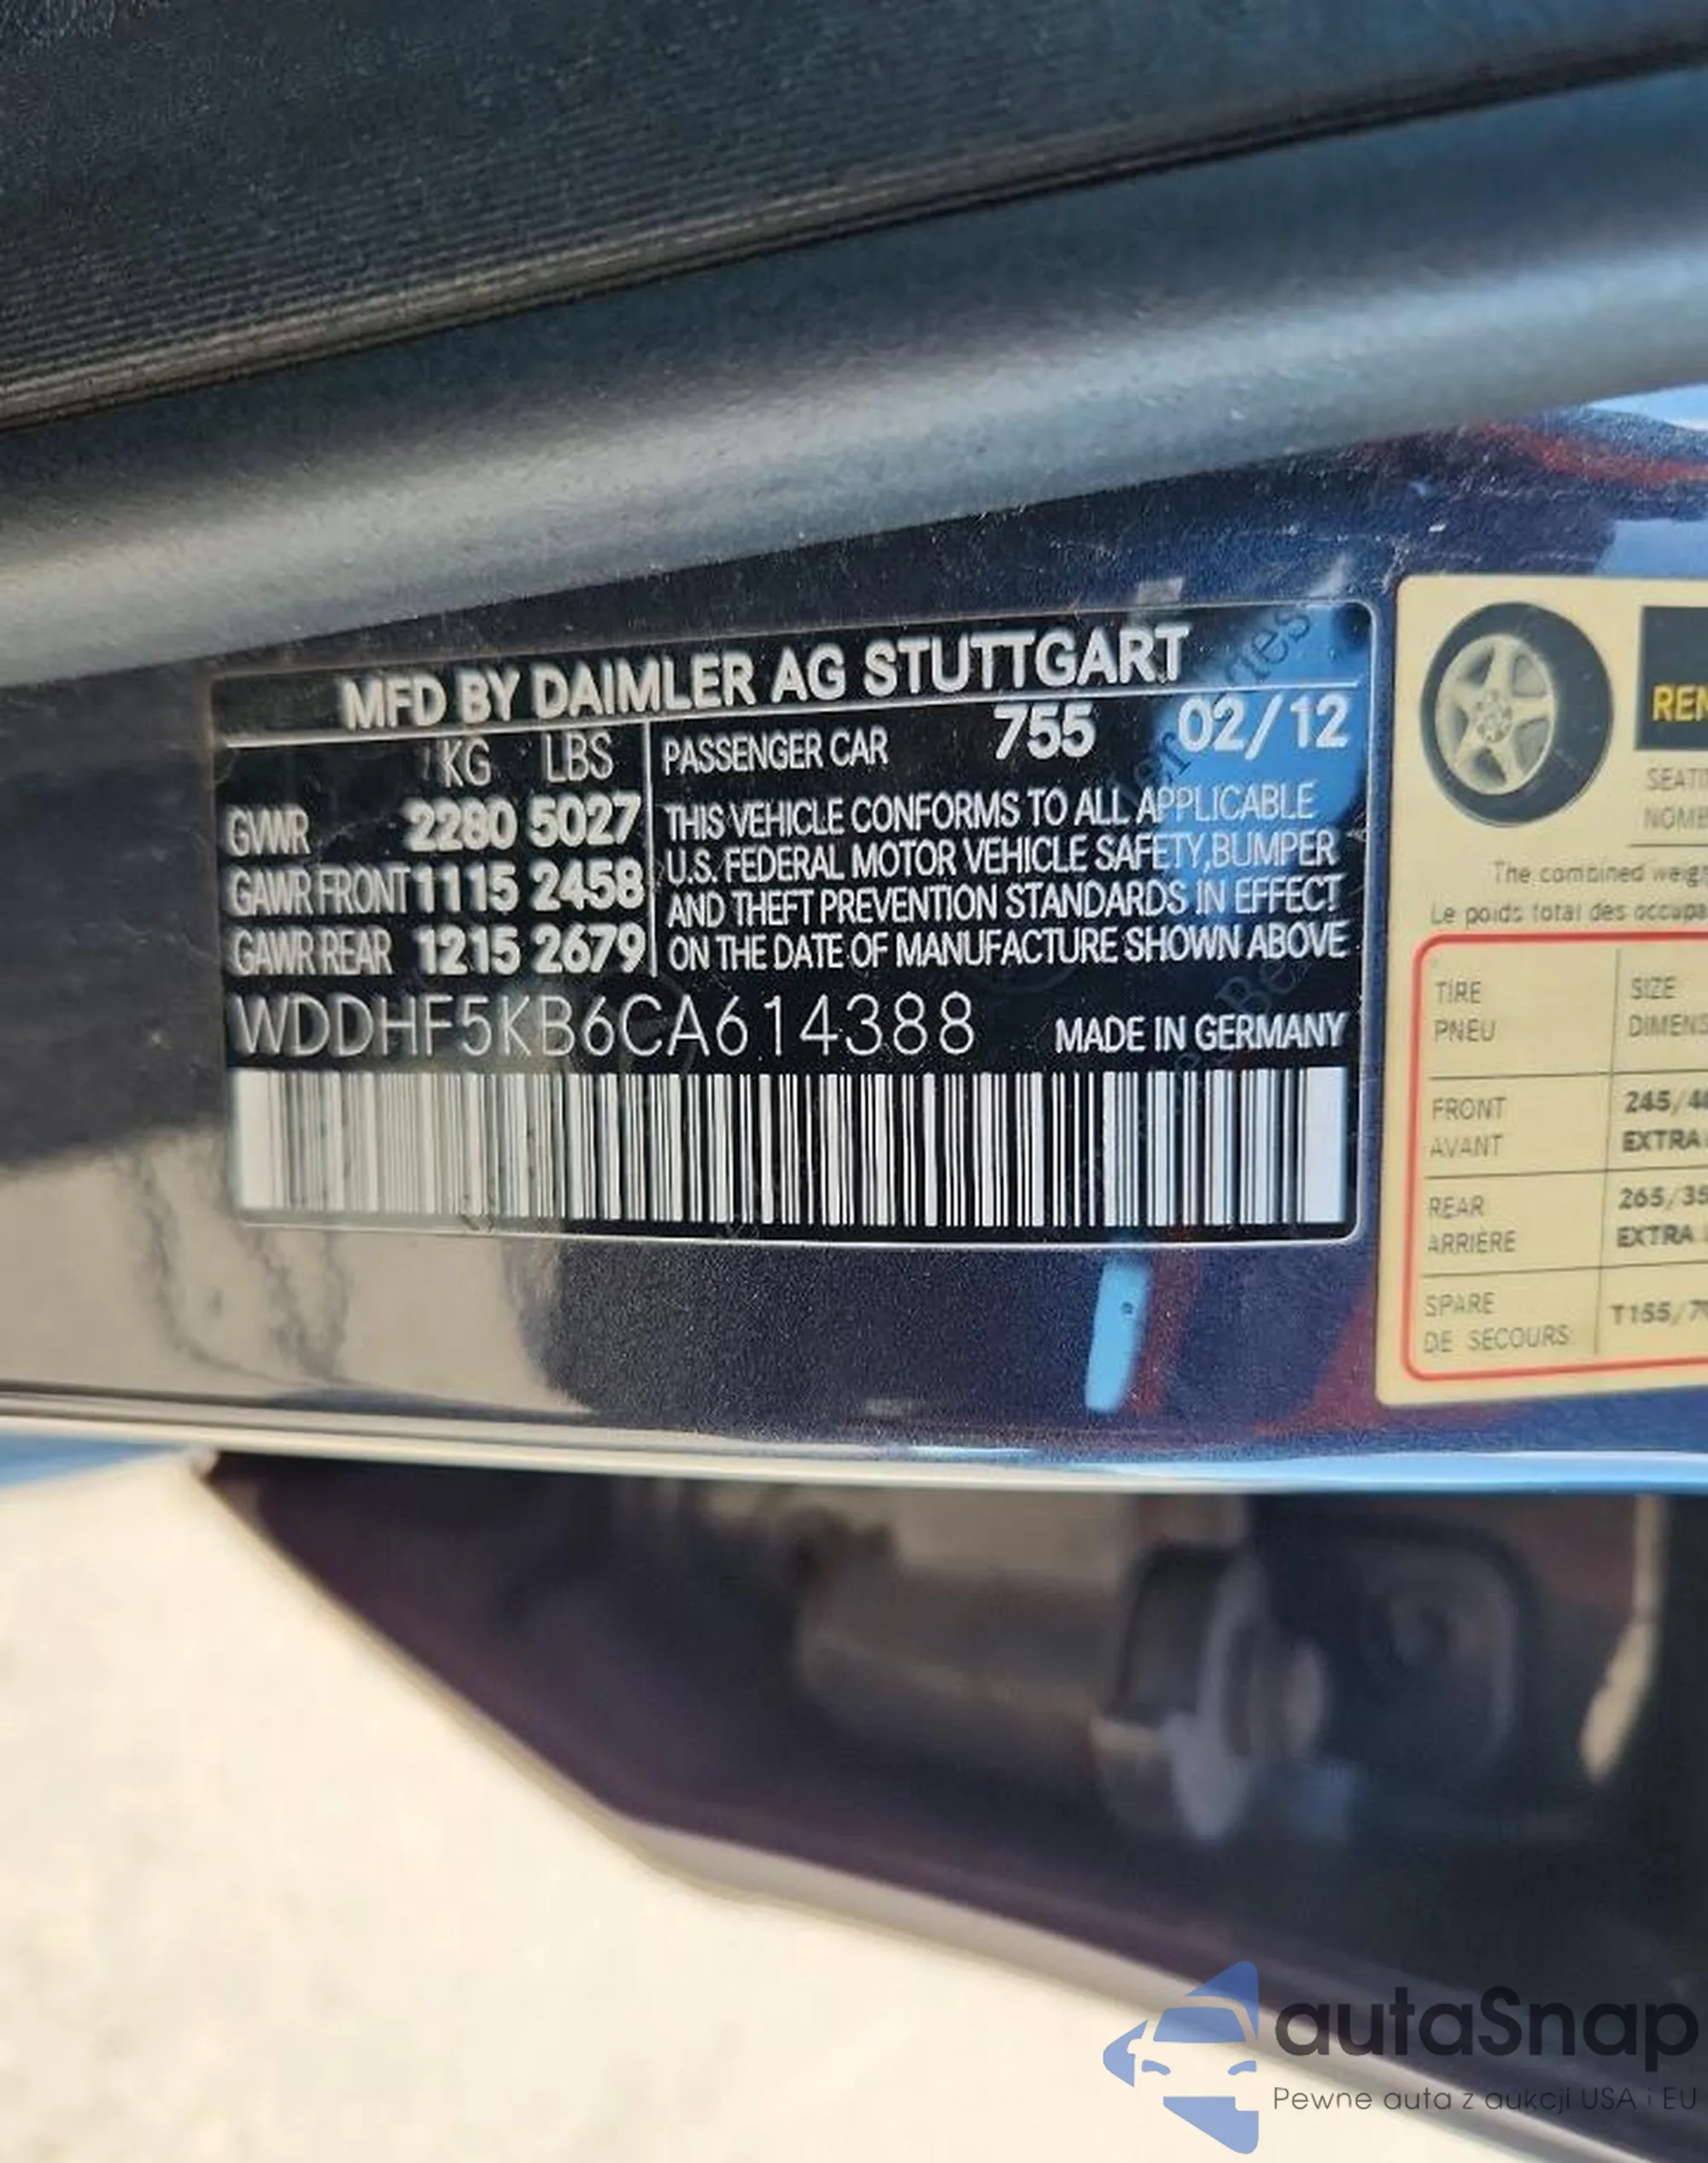 MFD BY DAIMLER AG STUTTGART
KG LBS
GVWR 2280 5027
GAWR FRONT 1115 2458
GAWR REAR 1215 2679
PASSENGER CAR 755 02/12
THIS VEHICLE CONFORMS TO ALL APPLICABLE
U.S. FEDERAL MOTOR VEHICLE SAFETY,BUMPER
AND THEFT PREVENTION STANDARDS IN EFFECT
ON THE DATE OF MANUFACTURE SHOWN ABOVE
WDDHF5KB6CA614388 MADE IN GERMANY
The combined
Le poids total des
TIRE SIZE
PNEU
FRONT
AVANT EXTRA
REAR
ARRIÈRE EXTRA
SPARE
DE SECOURS
autaSnap
Pewne auta z aukcji USA i EU